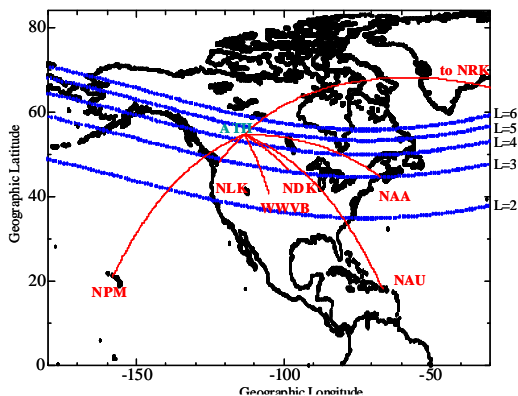 80
to NRK
60
L=6
L=5
ATH
L=4
L=3
NLK
NDK
40
WWVB
NAA
L=2
Geographic Latitude
20
NPM
NAU
0
-150
-100
-50
Geographic Longitude